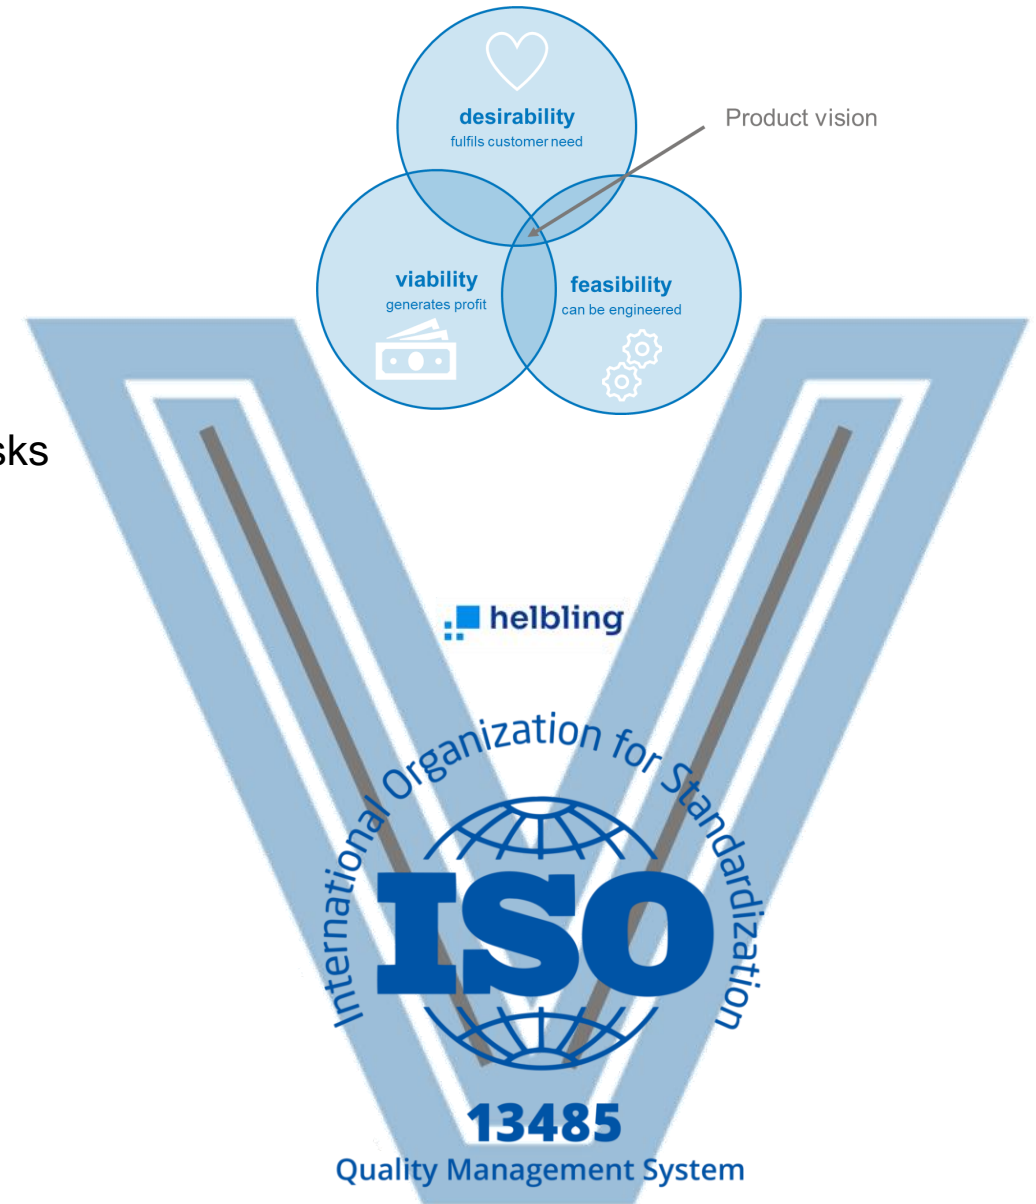 desirability
fulfils customer need
Product vision
viability
generates profit
feasibility
can be engineered
sks
helbling
International Organization for Standardization
ISO
13485
Quality Management System